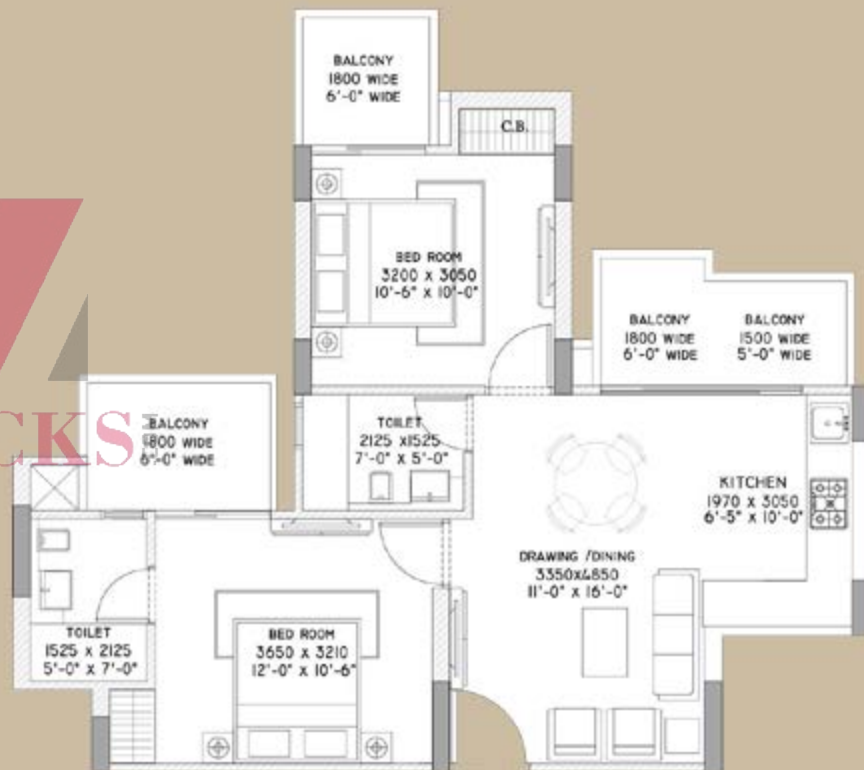 BALCONY
1800 WIDE
6'-0" WIDE
C.B.
BED ROOM
3200 X 3050
10'-6" X 10'-0"
BALCONY
1800 WIDE
6'-0" WIDE
BALCONY
1500 WIDE
5'-0" WIDE
BALCONY
1800 WIDE
6'-0" WIDE
CKS
TOILET
2125 X1525
7'-0" X 5'-0"
KITCHEN
1970 X 3050
6'-5" X 10'-0"
DRAWING /DINING
3350X4850
11'-0" X 16'-0"
TOILET
1525 X 2125
5'-0" X 7'-0"
BED ROOM
3650 X 3210
12'-0" X 10'-6"